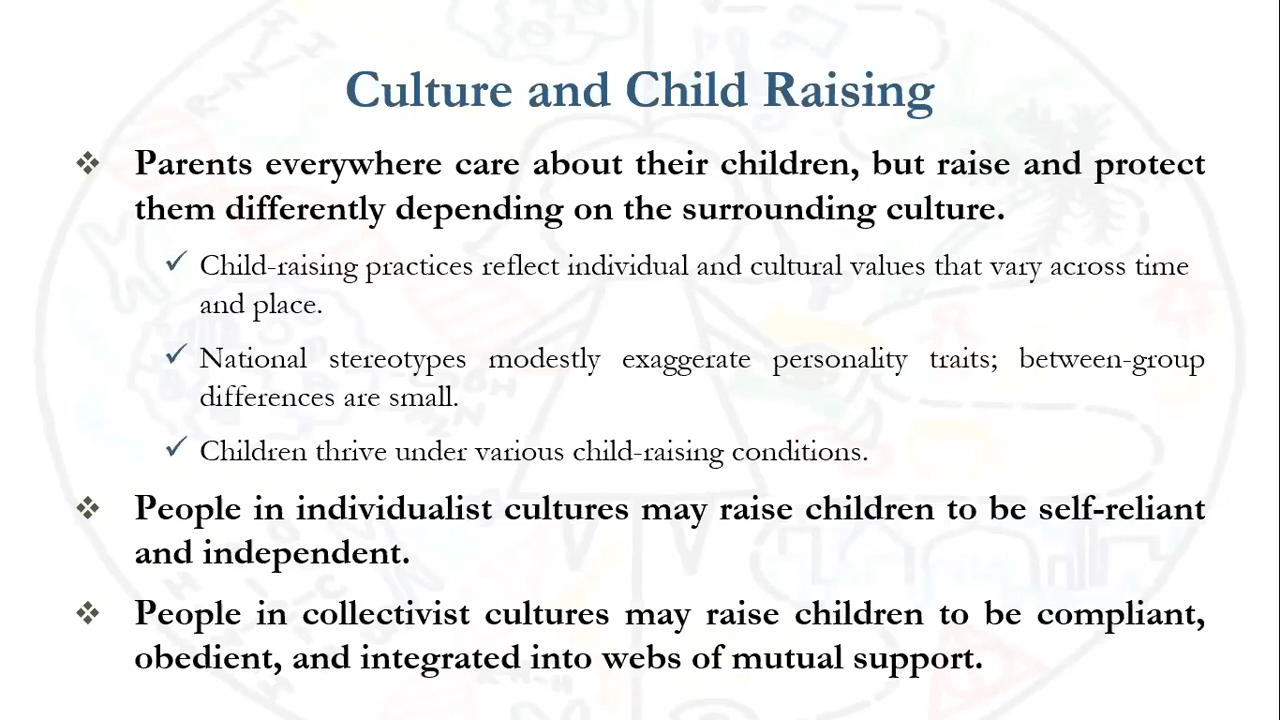 Culture and Child Raising
❖ Parents everywhere care about their children, but raise and protect
them differently depending on the surrounding culture.
✓ Child-raising practices reflect individual and cultural values that vary across time
and place.
✓ National stereotypes modestly exaggerate personality traits; between-group
differences are small.
✓ Children thrive under various child-raising conditions.
❖ People in individualist cultures may raise children to be self-reliant
and independent.
❖ People in collectivist cultures may raise children to be compliant,
obedient, and integrated into webs of mutual support.